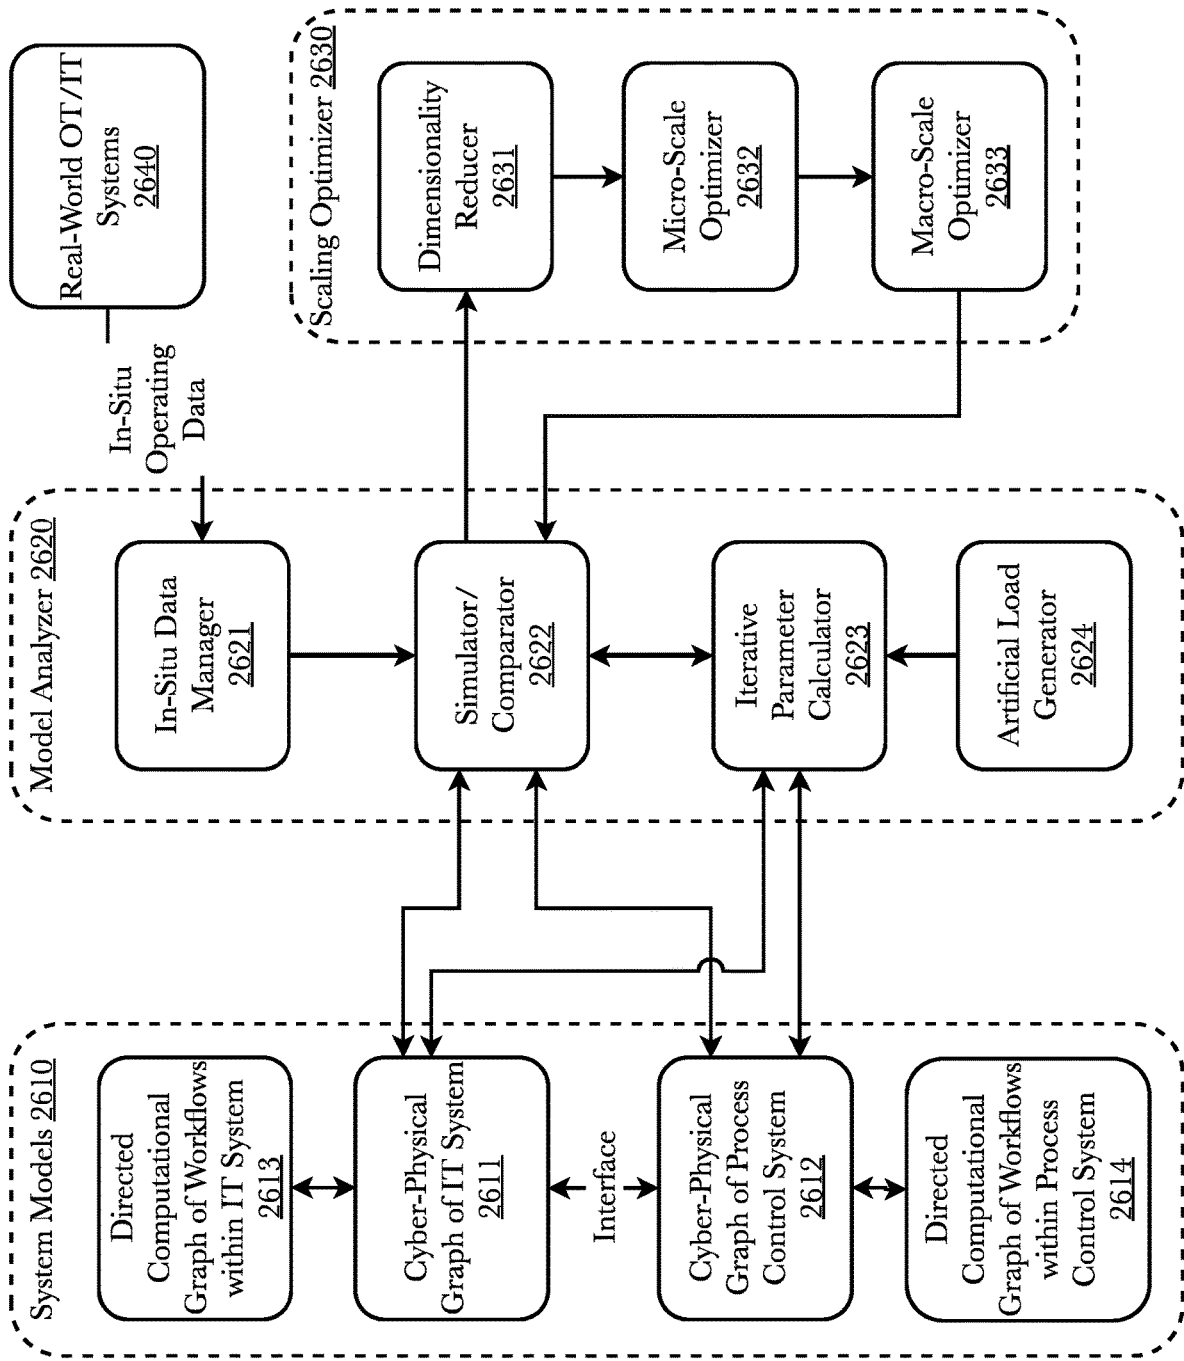 System Models 2610
Directed
Computational
Graph of Workflows
within IT System
2613
Cyber-Physical
Graph of IT System
2611
Interface
Cyber-Physical
Graph of Process
Control System
2612
Directed
Computational
Graph of Workflows
within Process
Control System
2614
Model Analyzer 2620
In-Situ Data
Manager
2621
Simulator/
Comparator
2622
Iterative
Parameter
Calculator
2623
Artificial Load
Generator
2624
In-Situ
Operating
Data
Real-World OT/IT
Systems
2640
Scaling Optimizer 2630
Dimensionality
Reducer
2631
Micro-Scale
Optimizer
2632
Macro-Scale
Optimizer
2633